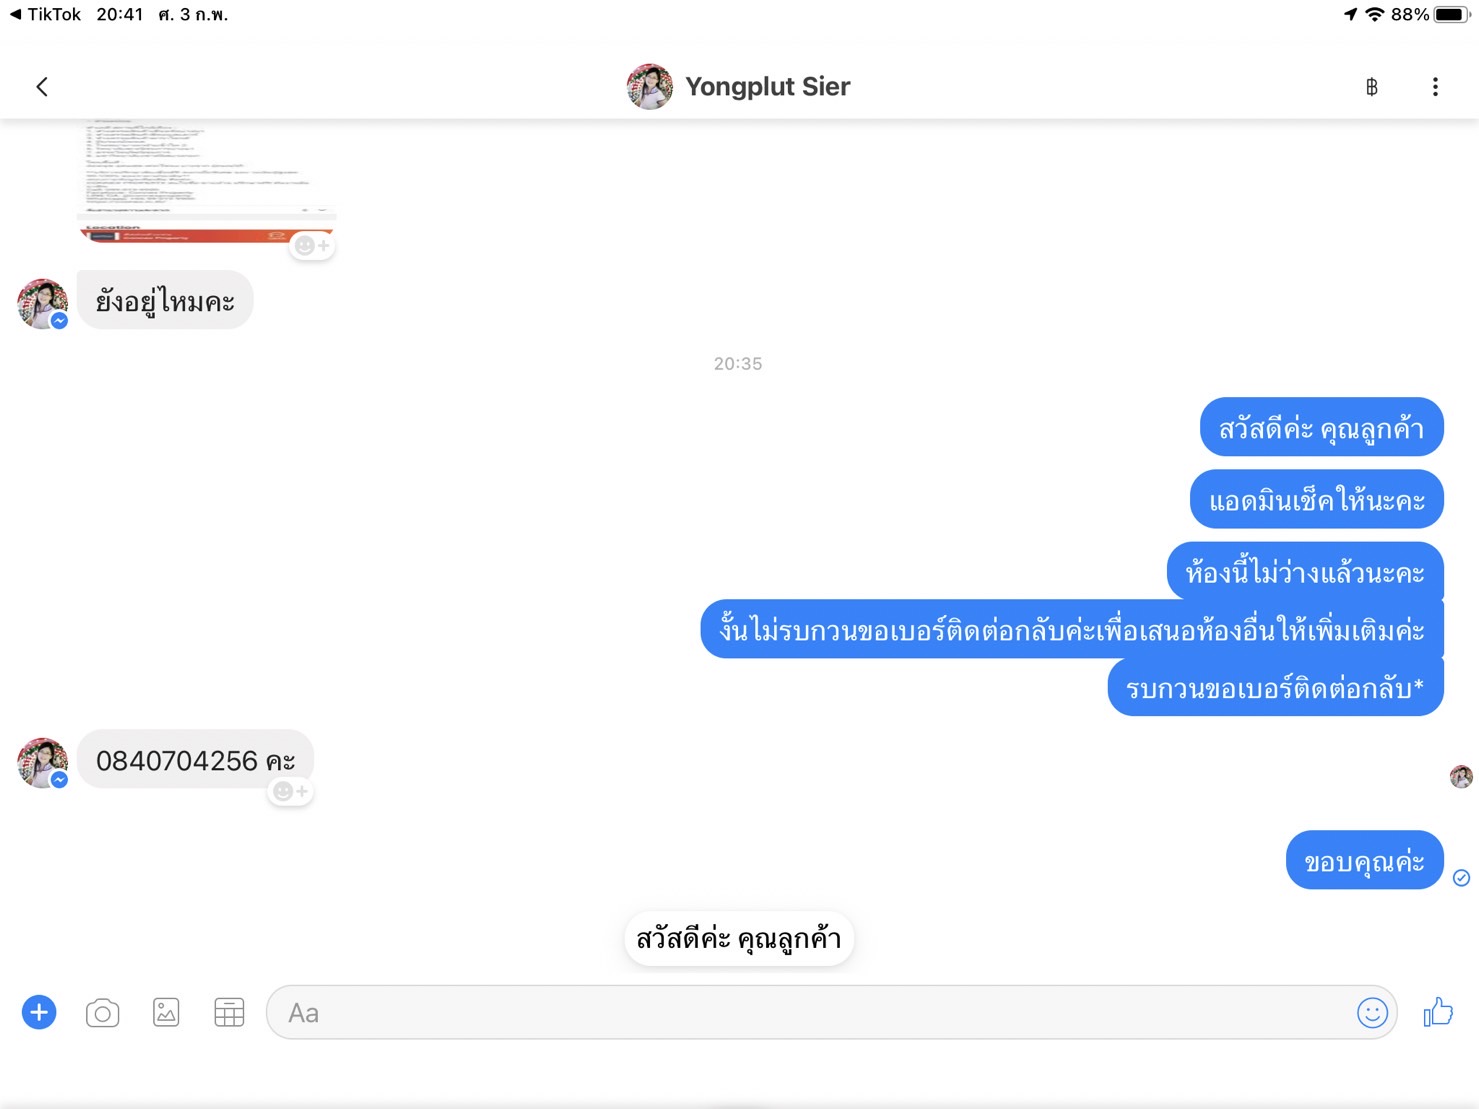 TikTok 20:41 ศ. 3 ก.พ. 88%
Yongplut Sier
Location
ยังอยู่ไหมคะ
20:35
สวัสดีค่ะ คุณลูกค้า
แอดมินเช็คให้นะคะ
ห้องนี้ไม่ว่างแล้วนะคะ
งั้นไม่รบกวนขอเบอร์ติดต่อกลับค่ะเพื่อเสนอห้องอื่นให้เพิ่มเติมค่ะ
รบกวนขอเบอร์ติดต่อกลับ*
0840704256 คะ
ขอบคุณค่ะ
สวัสดีค่ะ คุณลูกค้า
Aa